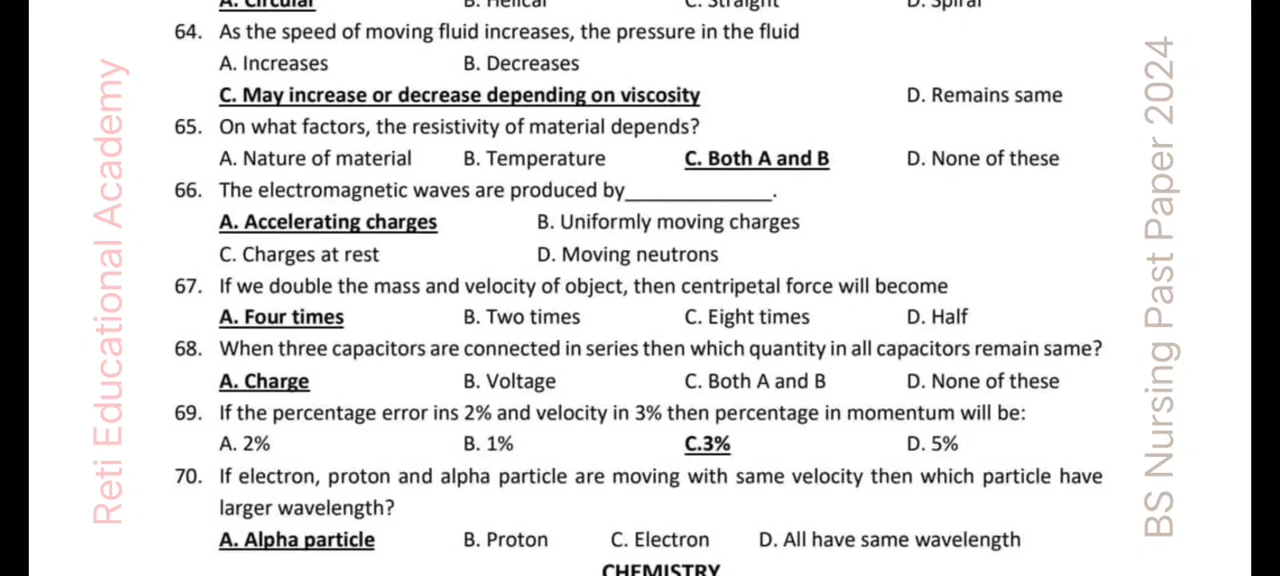 A. Circular B. Helical C. Straight D. Spiral
64. As the speed of moving fluid increases, the pressure in the fluid
A. Increases B. Decreases
C. May increase or decrease depending on viscosity D. Remains same
65. On what factors, the resistivity of material depends?
A. Nature of material B. Temperature C. Both A and B D. None of these
66. The electromagnetic waves are produced by_____________.
A. Accelerating charges B. Uniformly moving charges
C. Charges at rest D. Moving neutrons
67. If we double the mass and velocity of object, then centripetal force will become
A. Four times B. Two times C. Eight times D. Half
68. When three capacitors are connected in series then which quantity in all capacitors remain same?
A. Charge B. Voltage C. Both A and B D. None of these
69. If the percentage error ins 2% and velocity in 3% then percentage in momentum will be:
A. 2% B. 1% C.3% D. 5%
70. If electron, proton and alpha particle are moving with same velocity then which particle have
larger wavelength?
A. Alpha particle B. Proton C. Electron D. All have same wavelength
CHEMISTRY
Reti Educational Academy
BS Nursing Past Paper 2024